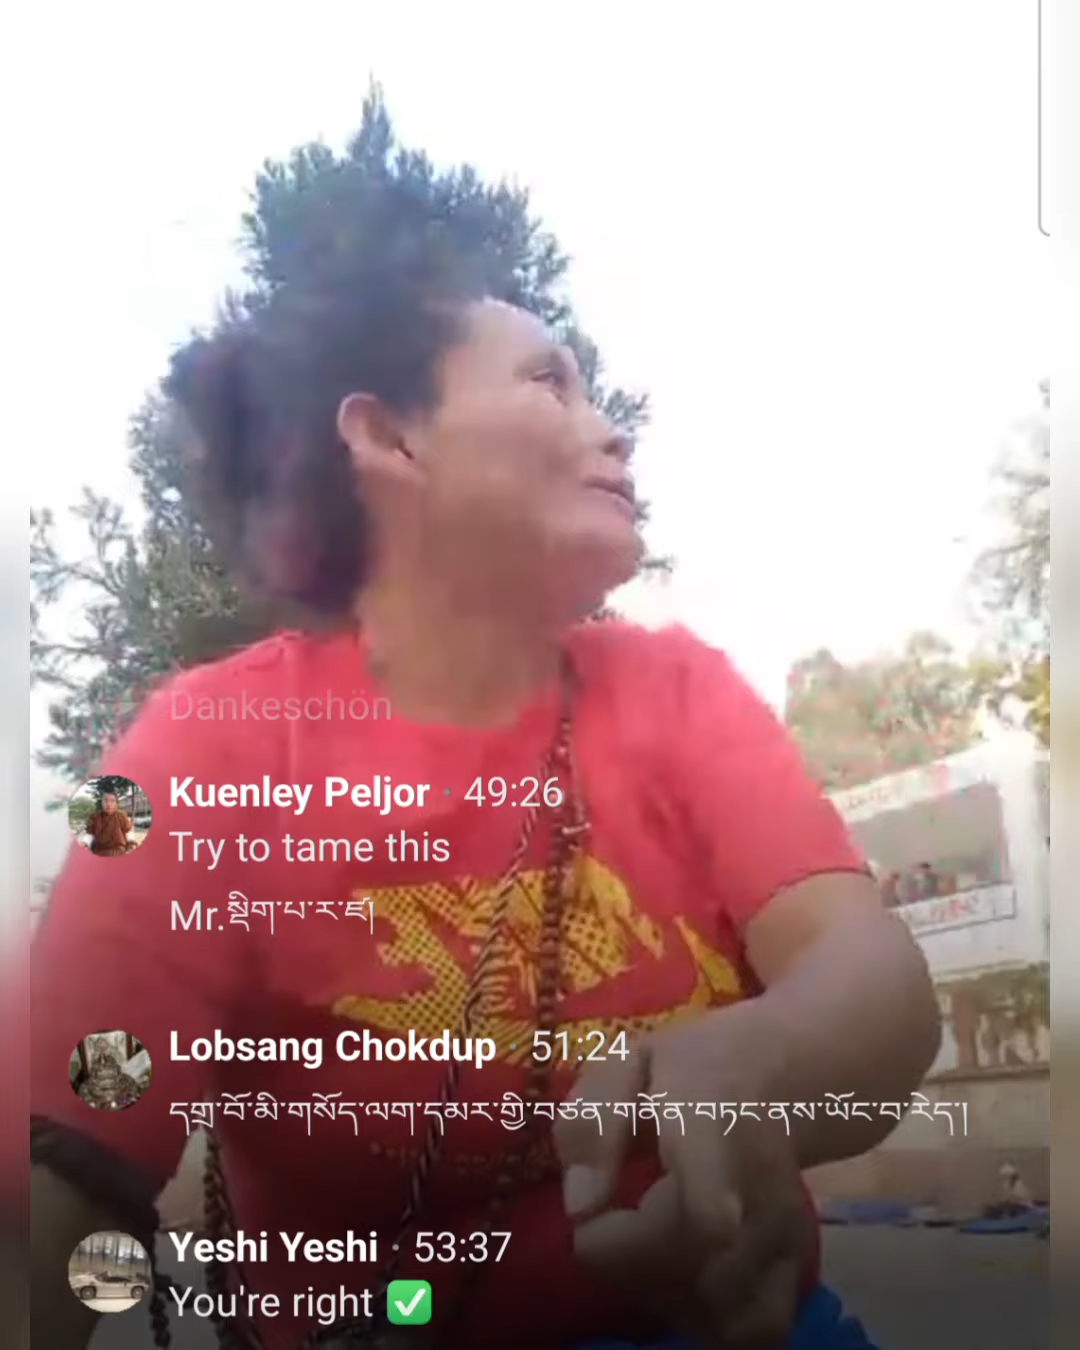 Dankeschön
Kuenley Peljor · 49:26
Try to tame this
Mr.སྡིག་པ་ར་ཛ།
Lobsang Chokdup · 51:24
དགྲ་བོ་མི་གསོད་ལག་དམར་གྱི་བཙན་གནོན་བཏང་ནས་ཡོང་བ་རེད་།
Yeshi Yeshi · 53:37
You're right ✅